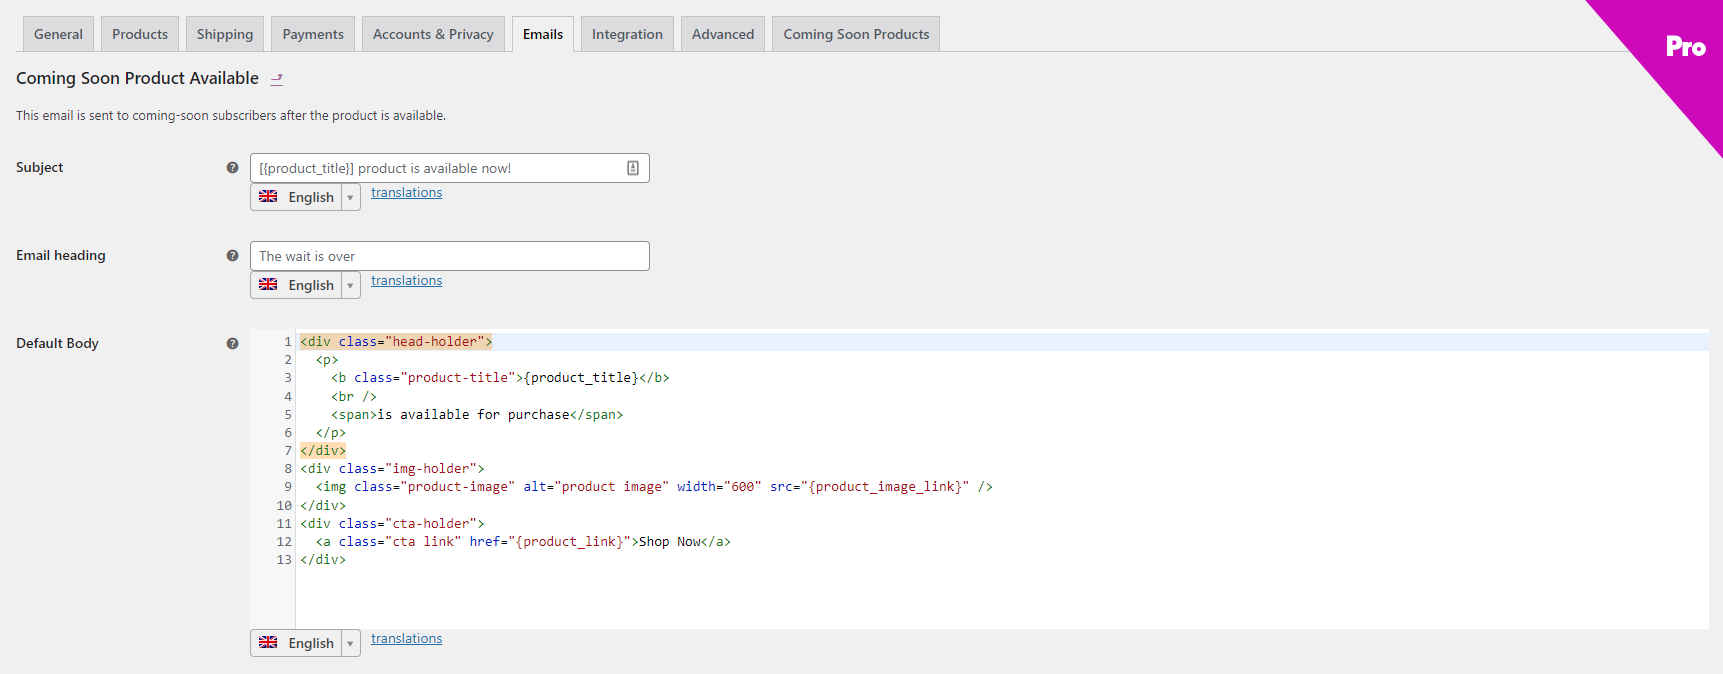 General Products Shipping Payments Accounts & Privacy Emails Integration Advanced Coming Soon Products
Pro
Coming Soon Product Available
This email is sent to coming-soon subscribers after the product is available.
Subject ? [{product_title}] product is available now!
English translations
Email heading ? The wait is over
English translations
Default Body ?
1 <div class="head-holder">
2 <p>
3 <b class="product-title">{product_title}</b>
4 <br />
5 <span>is available for purchase</span>
6 </p>
7 </div>
8 <div class="img-holder">
9 <img class="product-image" alt="product image" width="600" src="{product_image_link}" />
10 </div>
11 <div class="cta-holder">
12 <a class="cta link" href="{product_link}">Shop Now</a>
13 </div>
English translations